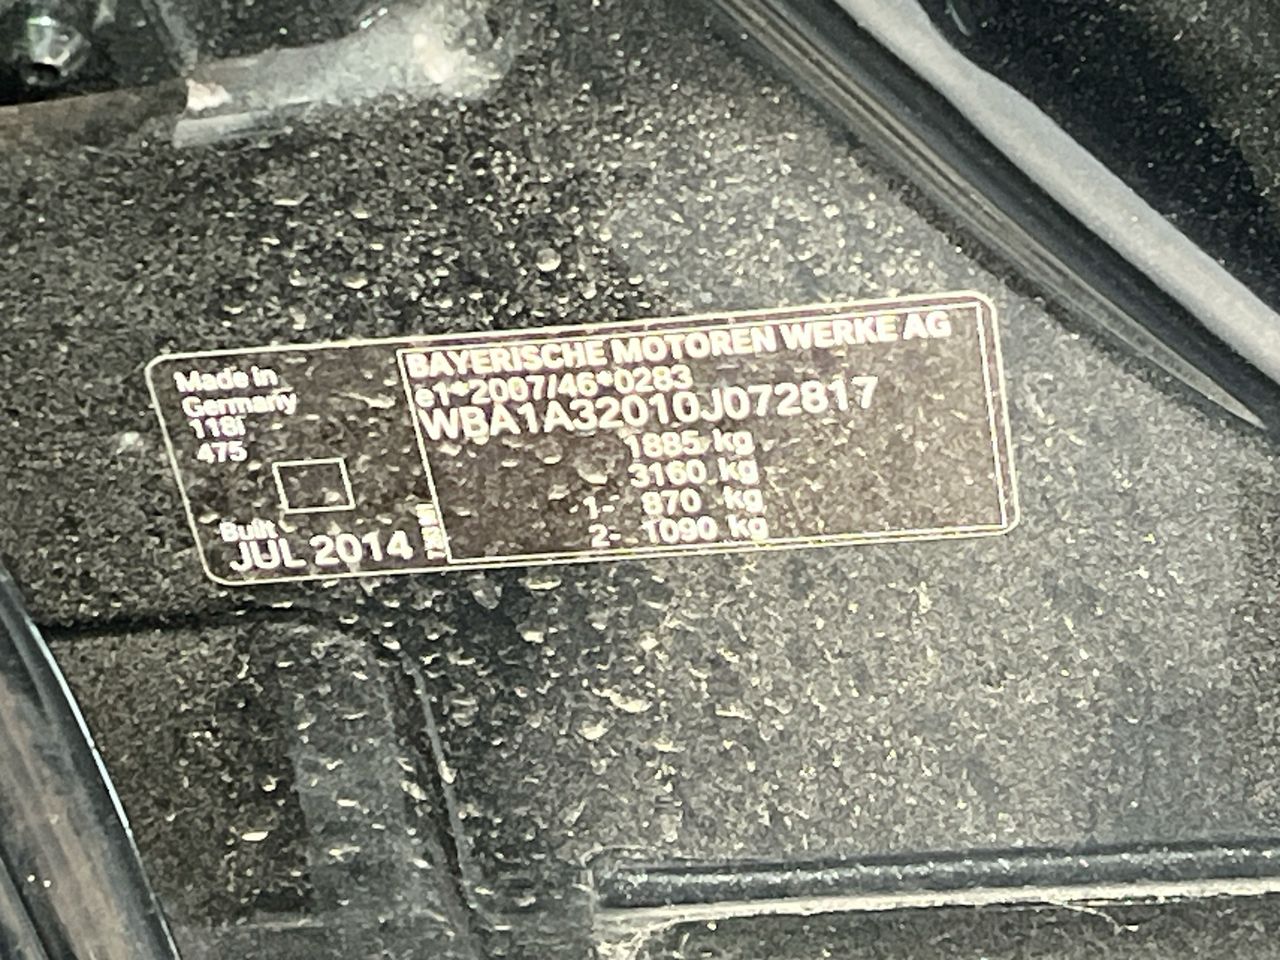 Made in
Germany
118i
475
Built
JUL 2014
BAYERISCHE MOTOREN WERKE AG
e1*2007/46*0283
WBA1A32010J072817
1885 kg
3160 kg
1- 870 kg
2- 1090 kg